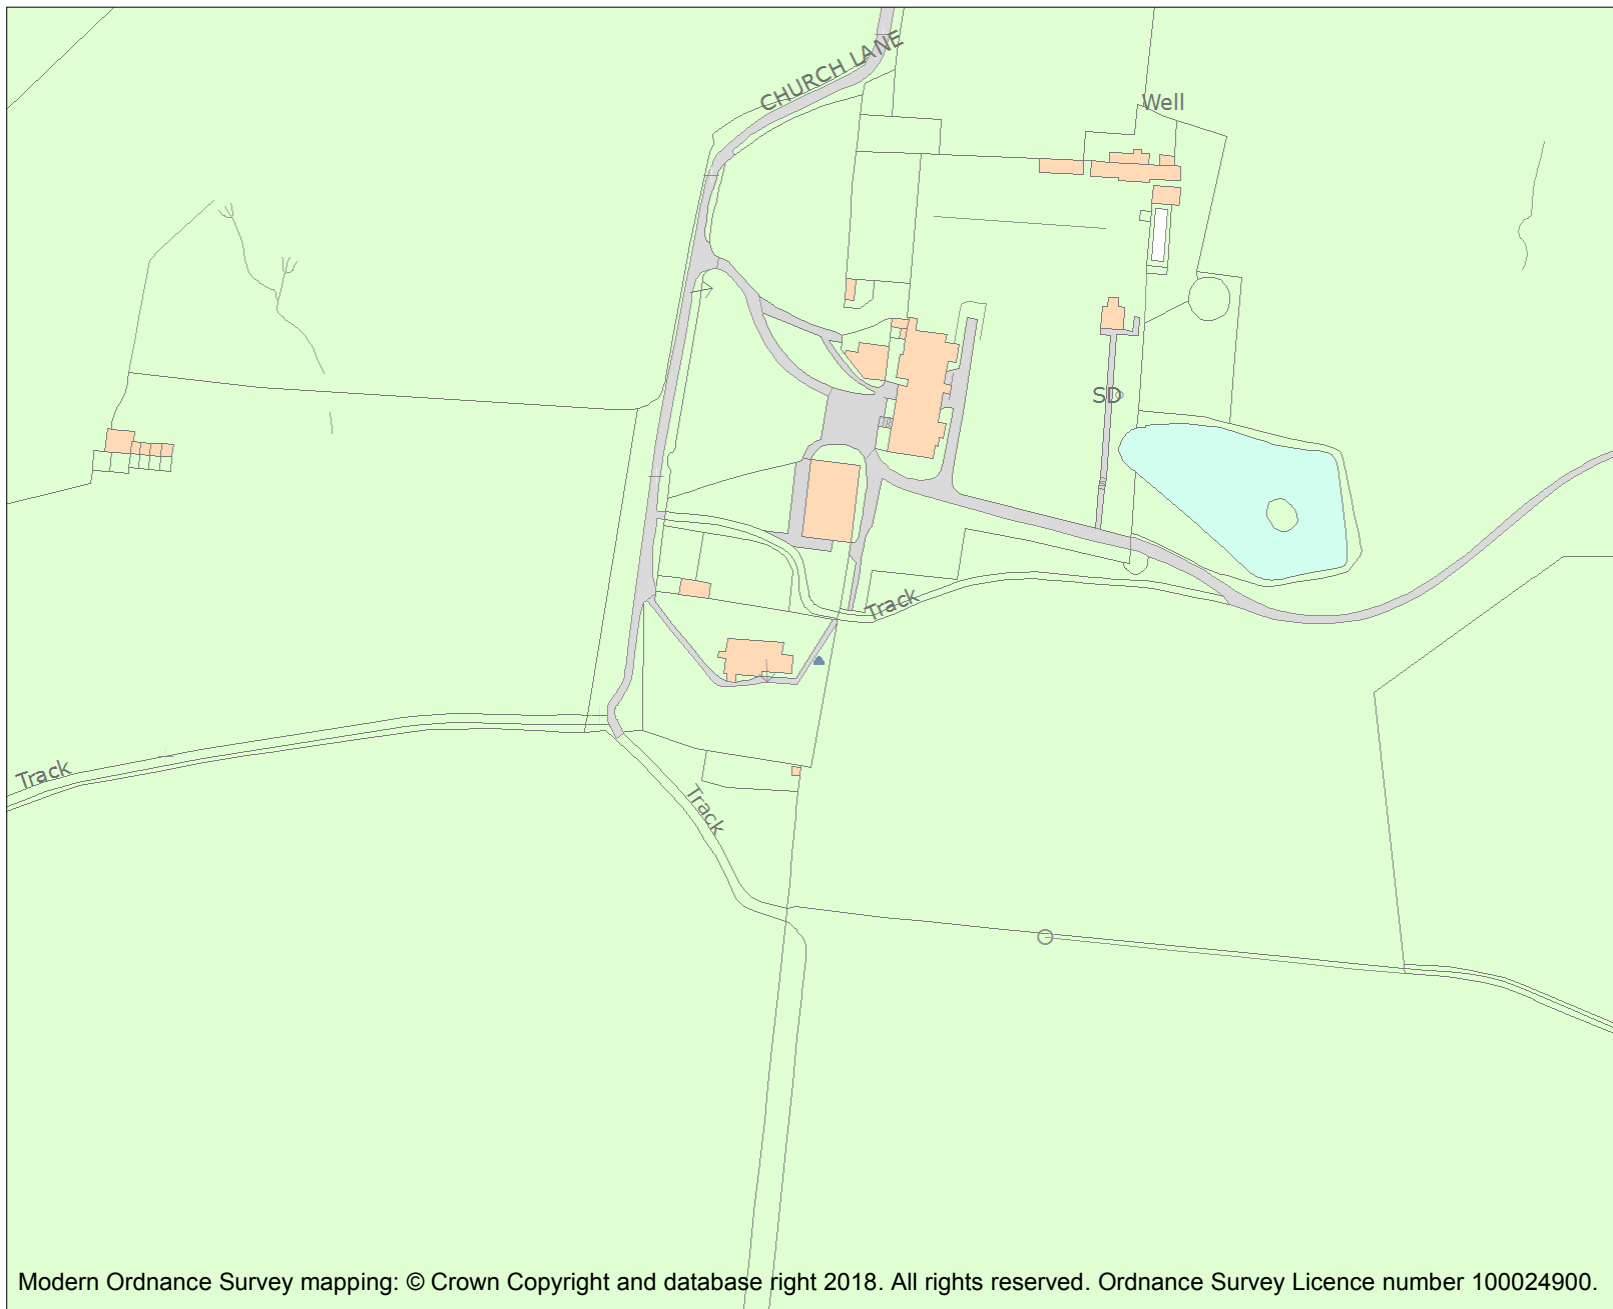 CHURCH LANE
Well
SD
Track
Track
Track
Modern Ordnance Survey mapping: © Crown Copyright and database right 2018. All rights reserved. Ordnance Survey Licence number 100024900.